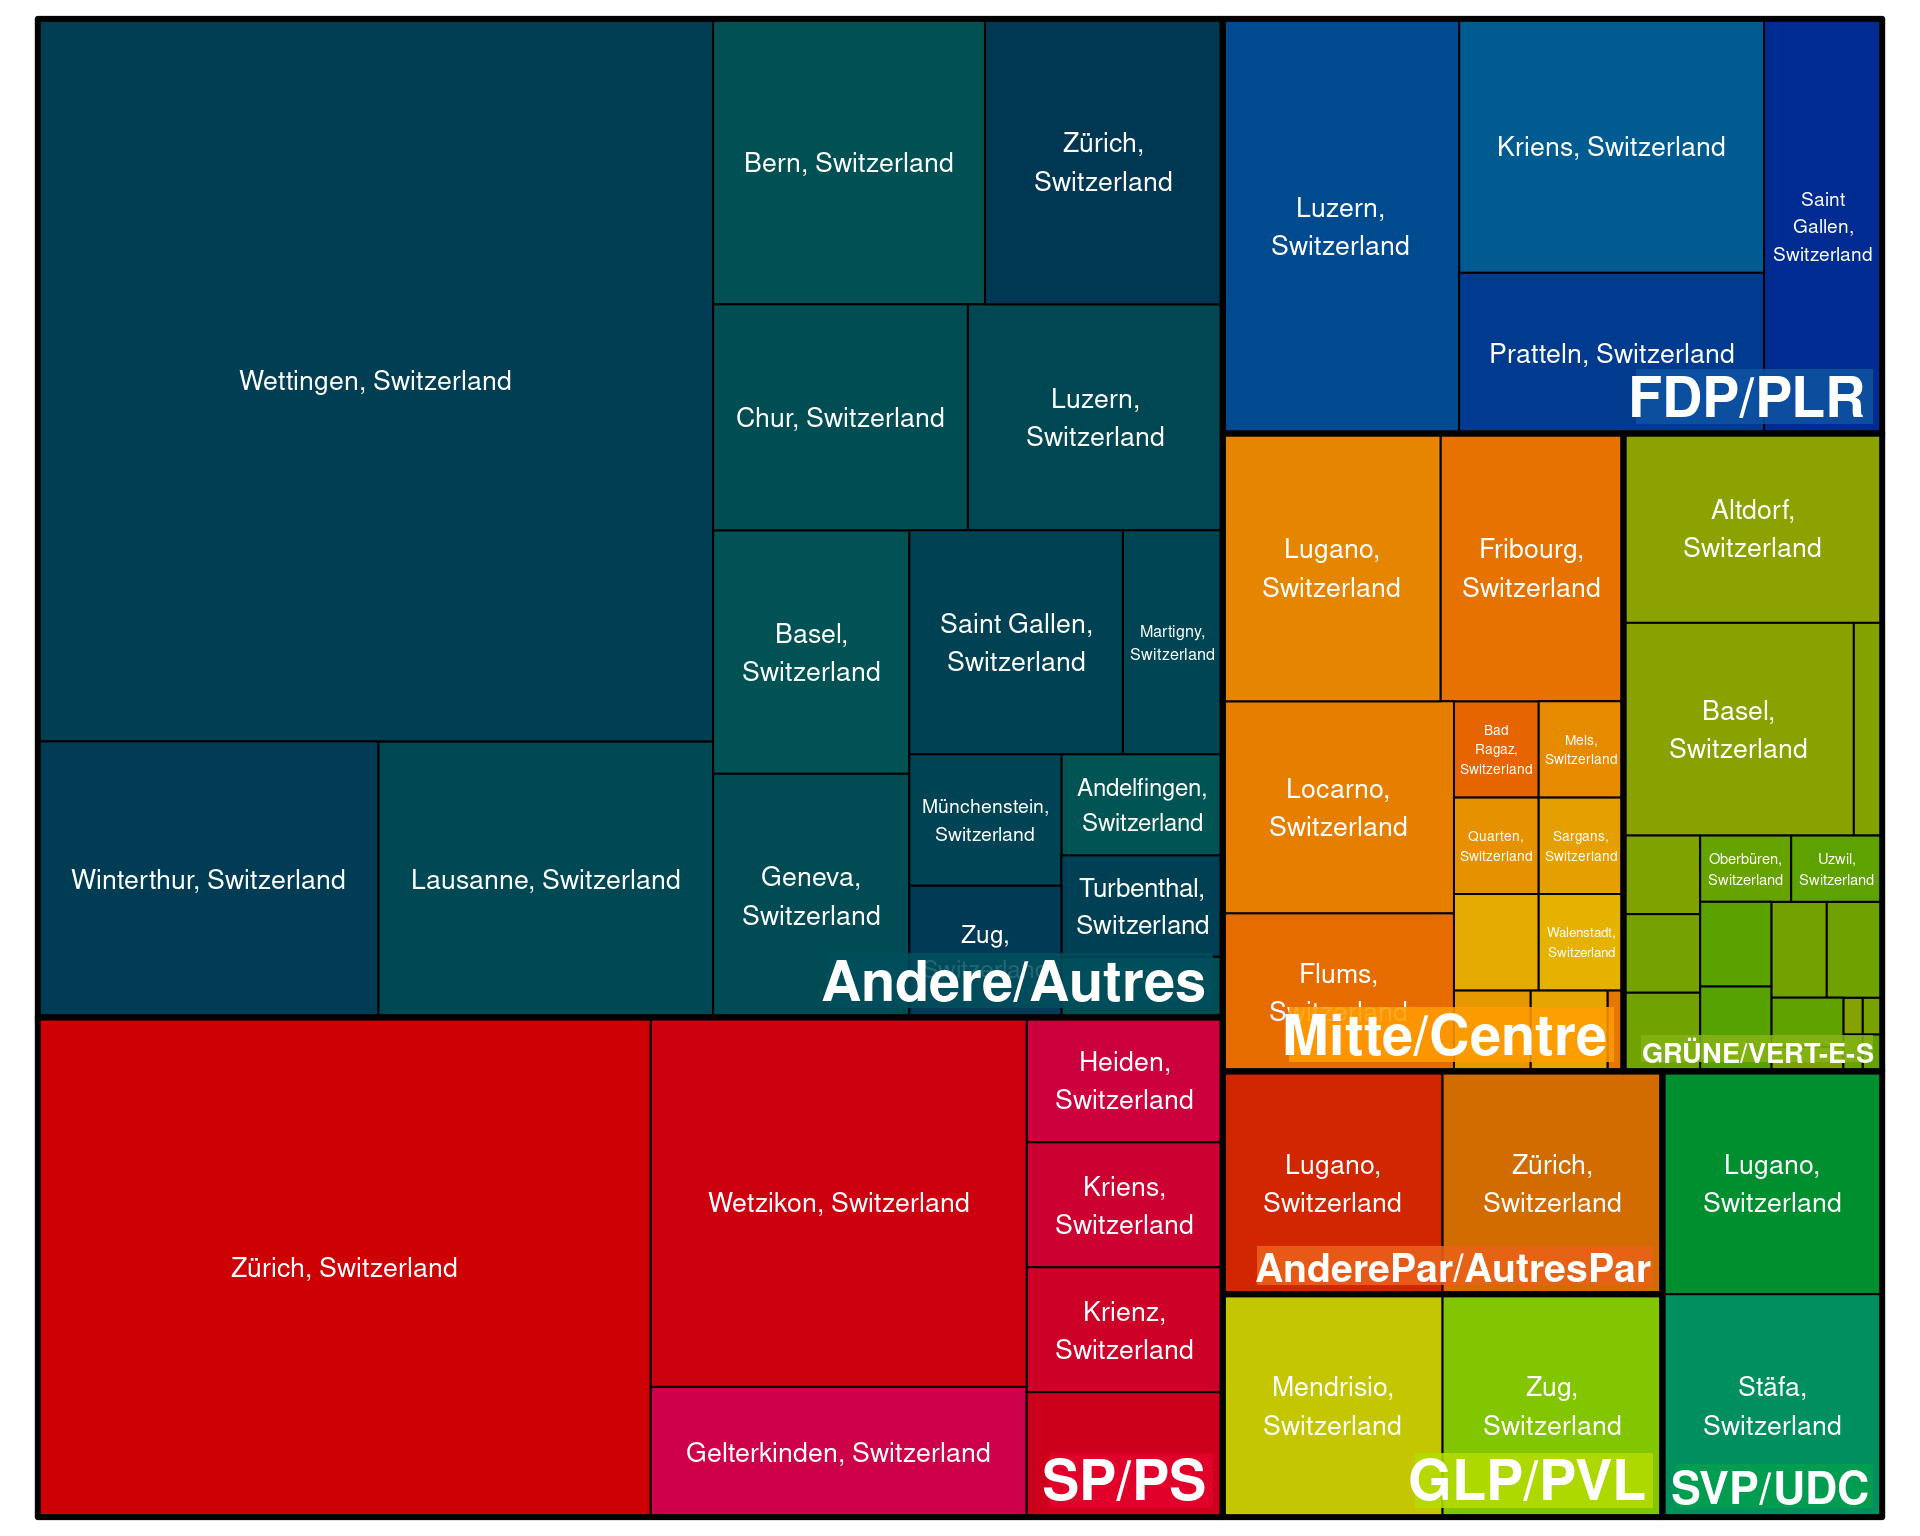 Wettingen, Switzerland
Winterthur, Switzerland
Lausanne, Switzerland
Bern, Switzerland
Zürich,
Switzerland
Chur, Switzerland
Luzern,
Switzerland
Basel,
Switzerland
Saint Gallen,
Switzerland
Martigny,
Switzerland
Geneva,
Switzerland
Münchenstein,
Switzerland
Andelfingen,
Switzerland
Turbenthal,
Switzerland
Zug,
Switzerland
Andere/Autres
Zürich, Switzerland
Wetzikon, Switzerland
Gelterkinden, Switzerland
Heiden,
Switzerland
Kriens,
Switzerland
Krienz,
Switzerland
SP/PS
Luzern,
Switzerland
Kriens, Switzerland
Pratteln, Switzerland
Saint
Gallen,
Switzerland
FDP/PLR
Lugano,
Switzerland
Fribourg,
Switzerland
Locarno,
Switzerland
Flums,
Switzerland
Bad
Ragaz,
Switzerland
Mels,
Switzerland
Quarten,
Switzerland
Sargans,
Switzerland
Walenstadt,
Switzerland
Mitte/Centre
Altdorf,
Switzerland
Basel,
Switzerland
Oberbüren,
Switzerland
Uzwil,
Switzerland
GRÜNE/VERT-E-S
Lugano,
Switzerland
Zürich,
Switzerland
AnderePar/AutresPar
Mendrisio,
Switzerland
Zug,
Switzerland
GLP/PVL
Lugano,
Switzerland
Stäfa,
Switzerland
SVP/UDC